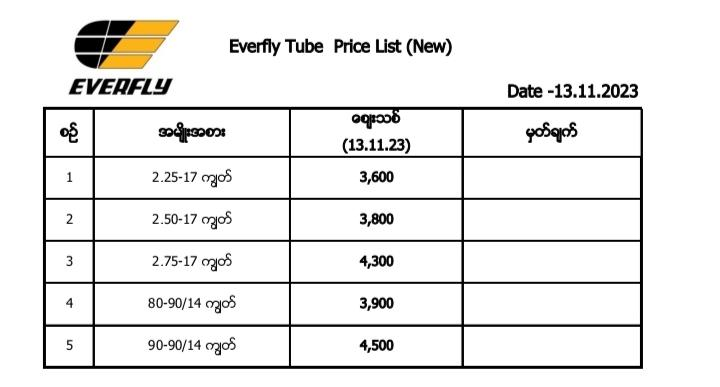 EVERFLY
Everfly Tube Price List (New)
Date -13.11.2023
စဉ် အမျိုးအစား ဈေးသစ် (13.11.23) မှတ်ချက်
1 2.25-17 ကျွတ် 3,600
2 2.50-17 ကျွတ် 3,800
3 2.75-17 ကျွတ် 4,300
4 80-90/14 ကျွတ် 3,900
5 90-90/14 ကျွတ် 4,500